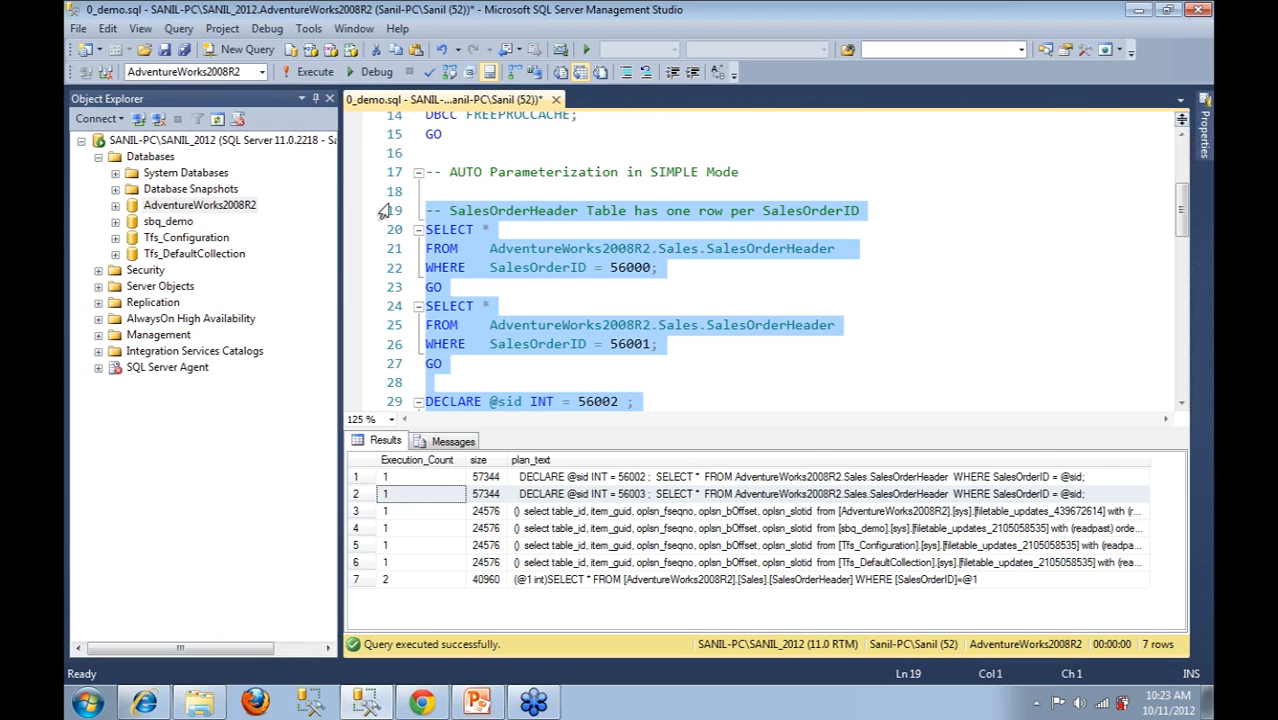 0_demo.sql - SANIL-PC\SANIL_2012.AdventureWorks2008R2 (Sanil-PC\Sanil (52))* - Microsoft SQL Server Management Studio
File Edit View Query Project Debug Tools Window Help
New Query
AdventureWorks2008R2 Execute Debug
Object Explorer
Connect
SANIL-PC\SANIL_2012 (SQL Server 11.0.2218 - S
Databases
System Databases
Database Snapshots
AdventureWorks2008R2
sbq_demo
Tfs_Configuration
Tfs_DefaultCollection
Security
Server Objects
Replication
AlwaysOn High Availability
Management
Integration Services Catalogs
SQL Server Agent
0_demo.sql - SANIL-...anil-PC\Sanil (52))*
14 DBCC FREEPROCCACHE;
15 GO
16
17 -- AUTO Parameterization in SIMPLE Mode
18
19 -- SalesOrderHeader Table has one row per SalesOrderID
20 SELECT *
21 FROM AdventureWorks2008R2.Sales.SalesOrderHeader
22 WHERE SalesOrderID = 56000;
23 GO
24 SELECT *
25 FROM AdventureWorks2008R2.Sales.SalesOrderHeader
26 WHERE SalesOrderID = 56001;
27 GO
28
29 DECLARE @sid INT = 56002 ;
125 %
Results Messages
Execution_Count size plan_text
1 1 57344 DECLARE @sid INT = 56002 ; SELECT * FROM AdventureWorks2008R2.Sales.SalesOrderHeader WHERE SalesOrderID = @sid;
2 1 57344 DECLARE @sid INT = 56003 ; SELECT * FROM AdventureWorks2008R2.Sales.SalesOrderHeader WHERE SalesOrderID = @sid;
3 1 24576 () select table_id, item_guid, oplsn_fseqno, oplsn_bOffset, oplsn_slotid from [AdventureWorks2008R2].[sys].[filetable_updates_439672614] with (r...
4 1 24576 () select table_id, item_guid, oplsn_fseqno, oplsn_bOffset, oplsn_slotid from [sbq_demo].[sys].[filetable_updates_2105058535] with (readpast) orde...
5 1 24576 () select table_id, item_guid, oplsn_fseqno, oplsn_bOffset, oplsn_slotid from [Tfs_Configuration].[sys].[filetable_updates_2105058535] with (readpa...
6 1 24576 () select table_id, item_guid, oplsn_fseqno, oplsn_bOffset, oplsn_slotid from [Tfs_DefaultCollection].[sys].[filetable_updates_2105058535] with (rea...
7 2 40960 (@1 int)SELECT * FROM [AdventureWorks2008R2].[Sales].[SalesOrderHeader] WHERE [SalesOrderID]=@1
Query executed successfully. SANIL-PC\SANIL_2012 (11.0 RTM) Sanil-PC\Sanil (52) AdventureWorks2008R2 00:00:00 7 rows
Ready Ln 19 Col 1 Ch 1 INS
Properties
10:23 AM
10/11/2012